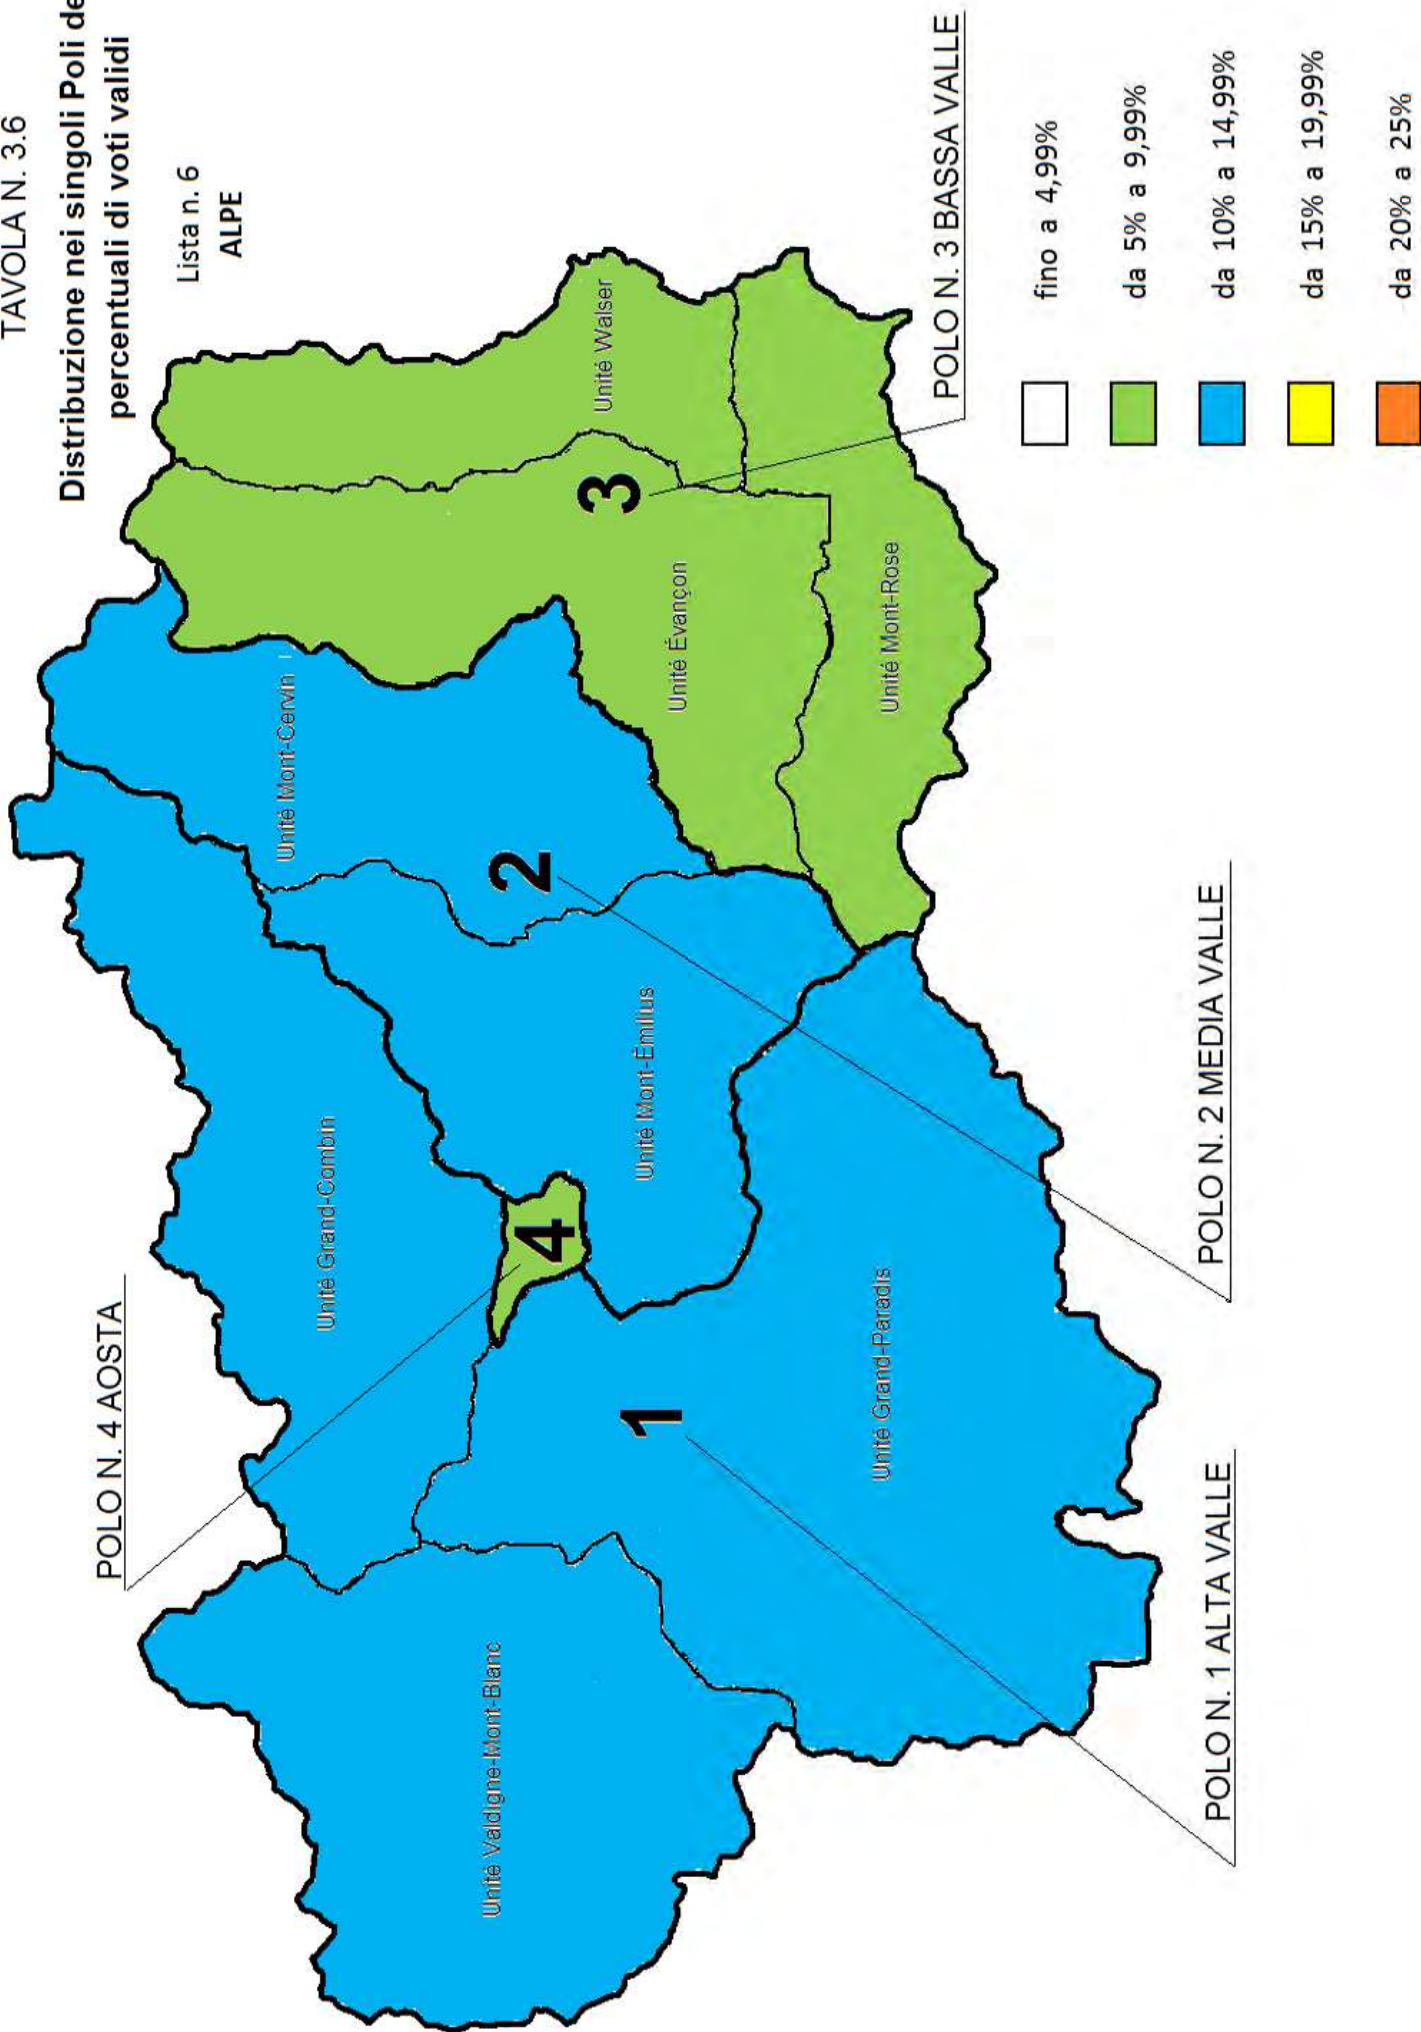 TAVOLA N. 3.6
Distribuzione nei singoli Poli
percentuali di voti validi
Lista n. 6
ALPE
POLO N. 4 AOSTA
Unité Valdigne-Mont-Blanc
Unité Grand-Combin
Unité Mont-Cervin
Unité Walser
3
2
4
1
Unité Évançon
Unité Mont-Émilius
Unité Mont-Rose
Unité Grand-Paradis
POLO N. 3 BASSA VALLE
POLO N. 2 MEDIA VALLE
POLO N. 1 ALTA VALLE
fino a 4,99%
da 5% a 9,99%
da 10% a 14,99%
da 15% a 19,99%
da 20% a 25%